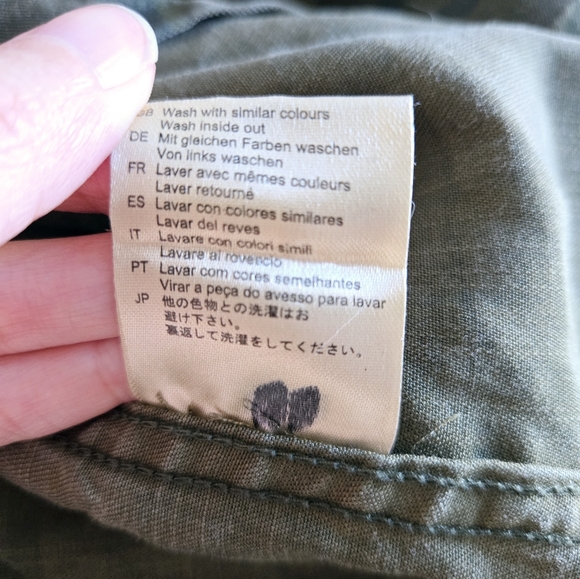 GB Wash with similar colours
Wash inside out
DE Mit gleichen Farben waschen
Von links waschen
FR Laver avec mêmes couleurs
Laver retourné
ES Lavar con colores similares
Lavar del reves
IT Lavare con colori simili
Lavare al rovescio
PT Lavar com cores semelhantes
Virar a peça do avesso para lavar
JP 他の色物との洗濯はお
避け下さい。
裏返して洗濯をしてください。